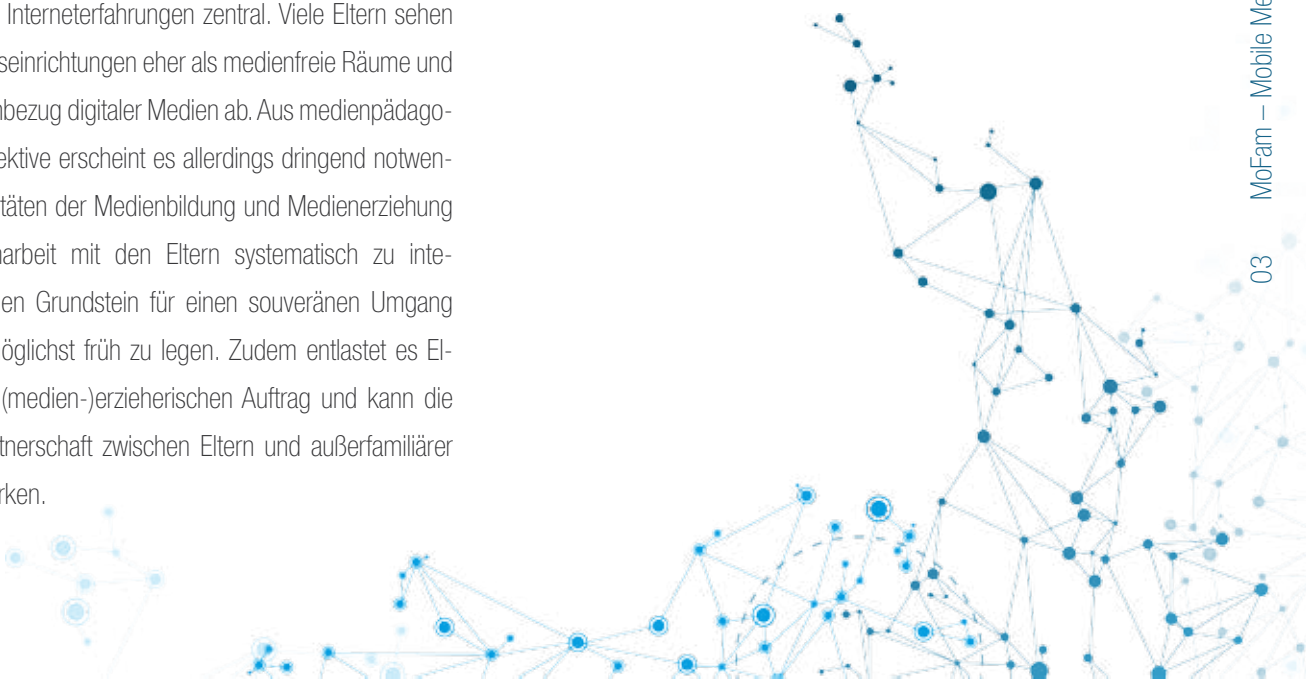 Interneterfahrungen zentral. Viele Eltern sehen
seinrichtungen eher als medienfreie Räume und
nbezug digitaler Medien ab. Aus medienpädago-
ektive erscheint es allerdings dringend notwen-
täten der Medienbildung und Medienerziehung
arbeit mit den Eltern systematisch zu inte-
en Grundstein für einen souveränen Umgang
öglichst früh zu legen. Zudem entlastet es El-
(medien-)erzieherischen Auftrag und kann die
tnerschaft zwischen Eltern und außerfamiliärer
rken.
03 MoFam – Mobile Me